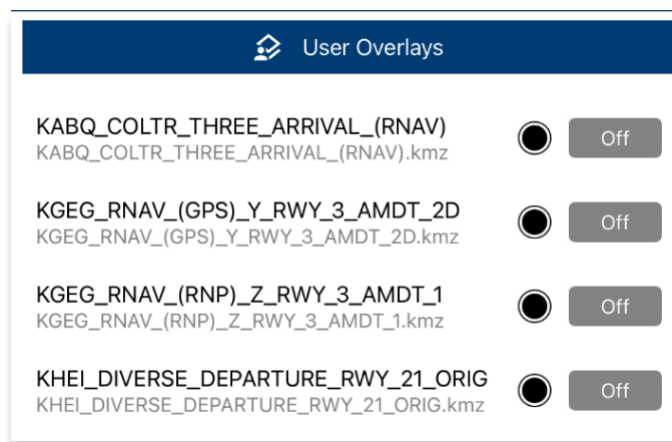 User Overlays
KABQ_COLTR_THREE_ARRIVAL_(RNAV)
KABQ_COLTR_THREE_ARRIVAL_(RNAV).kmz
Off
KGEG_RNAV_(GPS)_Y_RWY_3_AMDT_2D
KGEG_RNAV_(GPS)_Y_RWY_3_AMDT_2D.kmz
Off
KGEG_RNAV_(RNP)_Z_RWY_3_AMDT_1
KGEG_RNAV_(RNP)_Z_RWY_3_AMDT_1.kmz
Off
KHEI_DIVERSE_DEPARTURE_RWY_21_ORIG
KHEI_DIVERSE_DEPARTURE_RWY_21_ORIG.kmz
Off